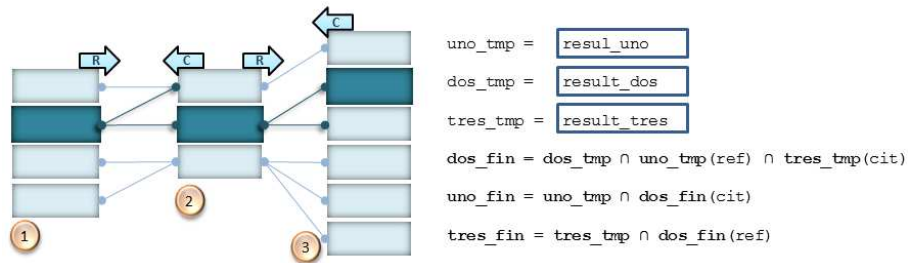 C
R
C
R
1
2
3
uno_tmp = resul_uno
dos_tmp = result_dos
tres_tmp = result_tres
dos_fin = dos_tmp ∩ uno_tmp(ref) ∩ tres_tmp(cit)
uno_fin = uno_tmp ∩ dos_fin(cit)
tres_fin = tres_tmp ∩ dos_fin(ref)